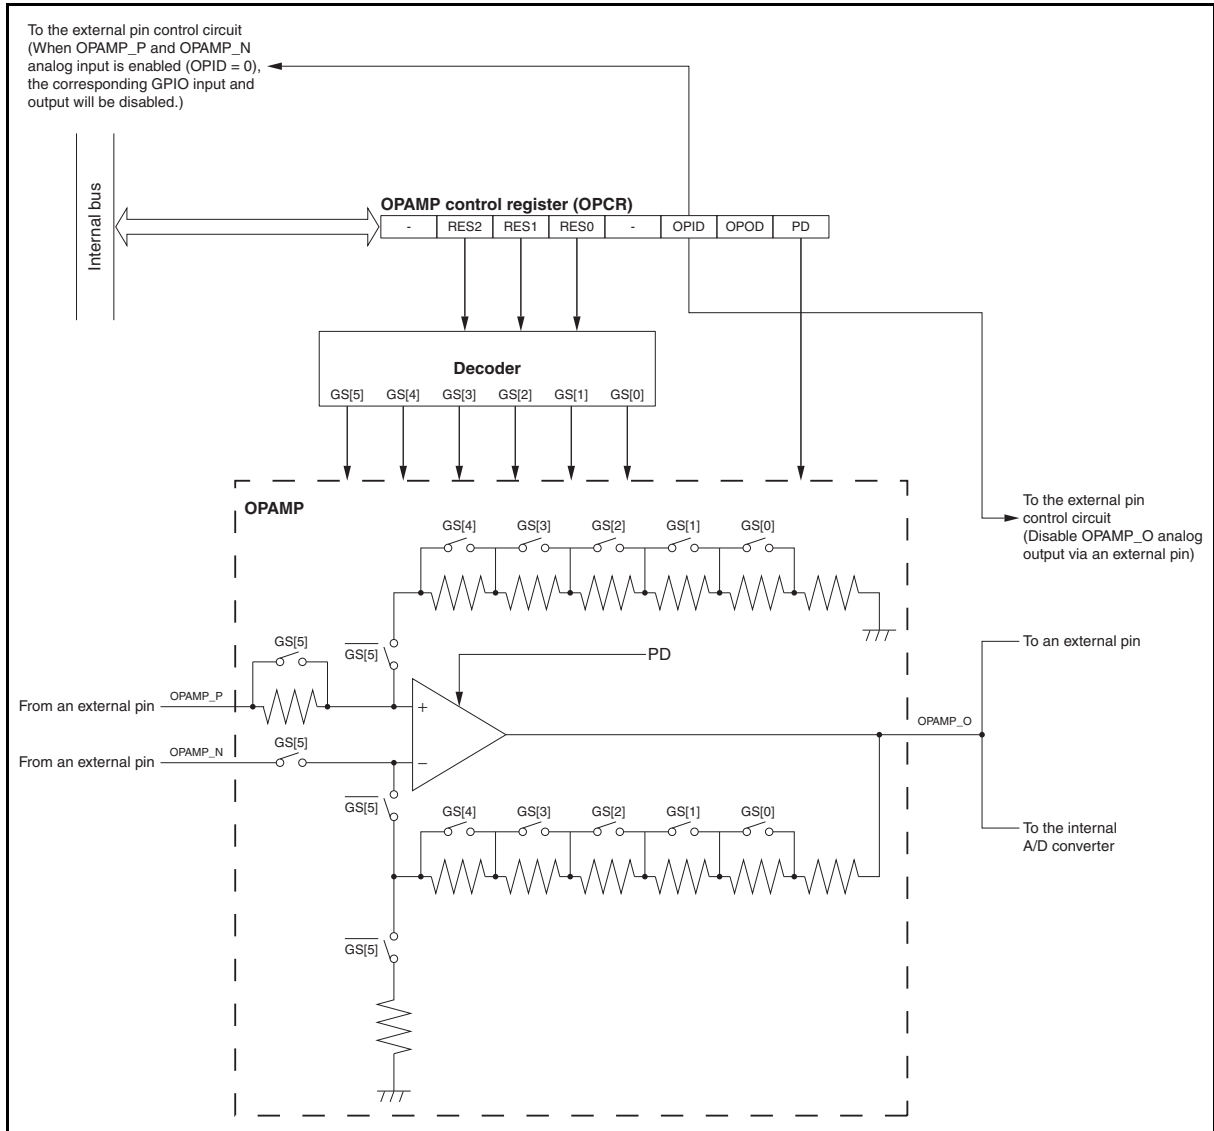 To the external pin control circuit
(When OPAMP_P and OPAMP_N
analog input is enabled (OPID = 0),
the corresponding GPIO input and
output will be disabled.)
Internal bus
OPAMP control register (OPCR)
- RES2 RES1 RES0 - OPID OPOD PD
Decoder
GS[5] GS[4] GS[3] GS[2] GS[1] GS[0]
OPAMP
To the external pin
control circuit
(Disable OPAMP_O analog
output via an external pin)
GS[4] GS[3] GS[2] GS[1] GS[0]
GS[5]
GS[5]
PD
To an external pin
From an external pin OPAMP_P
+
OPAMP_O
From an external pin OPAMP_N
GS[5]
−
GS[5]
GS[4] GS[3] GS[2] GS[1] GS[0]
To the internal
A/D converter
GS[5]